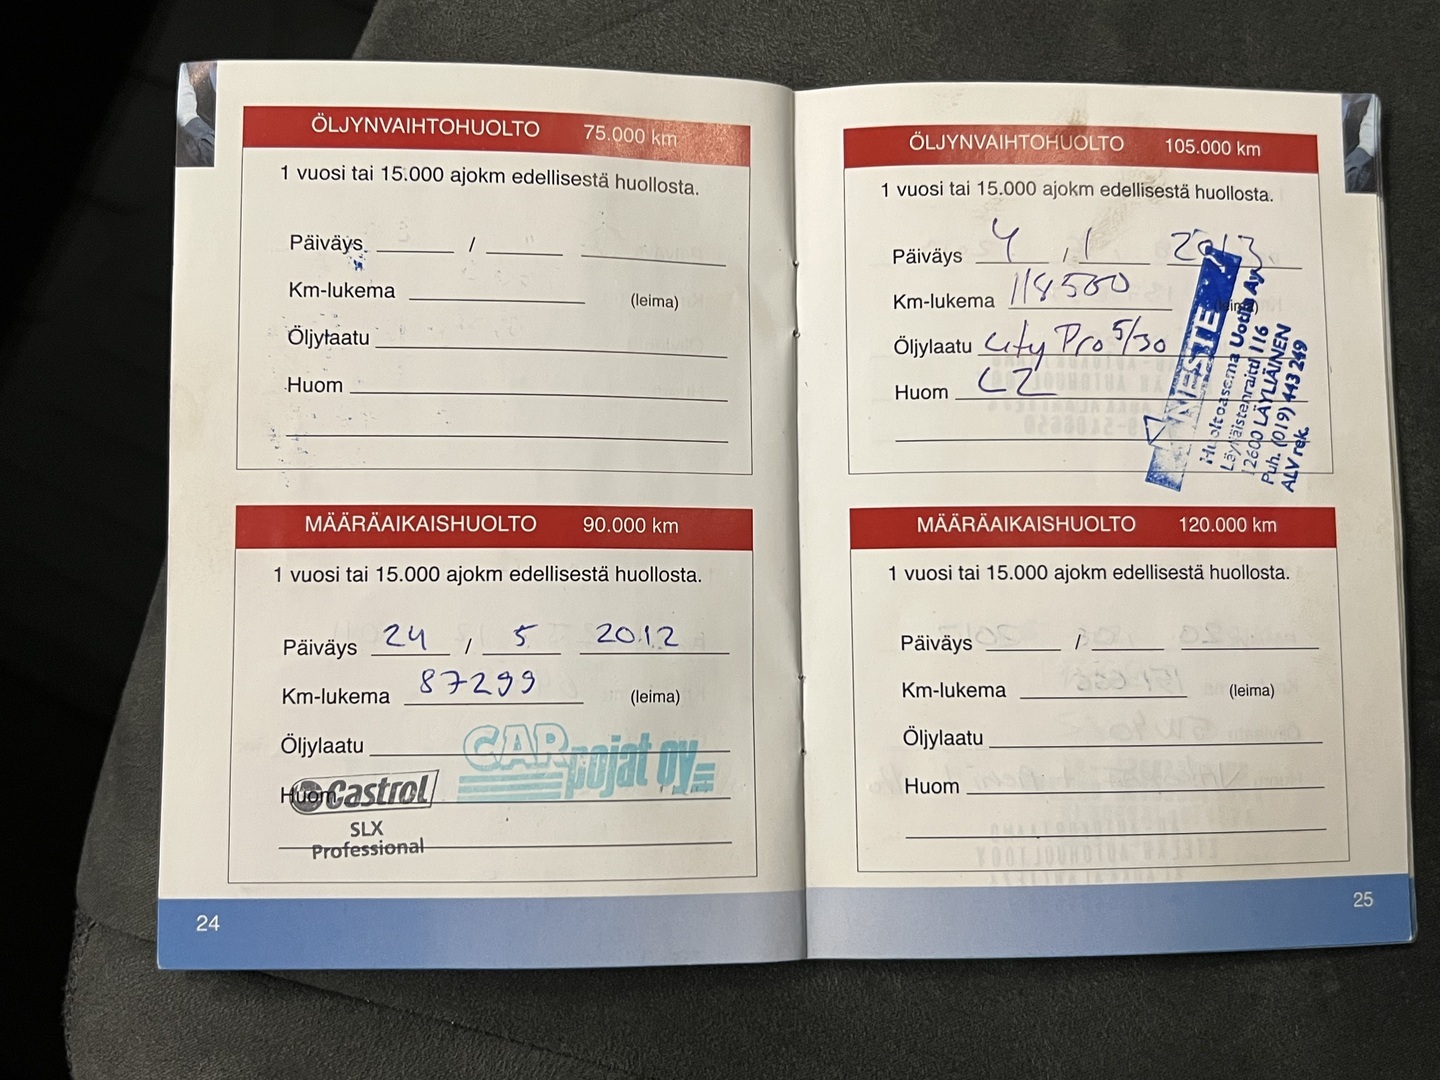 ÖLJYNVAIHTOHUOLTO 75.000 km
1 vuosi tai 15.000 ajokm edellisestä huollosta.
Päiväys /
Km-lukema (leima)
Öljylaatu
Huom
MÄÄRÄAIKAISHUOLTO 90.000 km
1 vuosi tai 15.000 ajokm edellisestä huollosta.
Päiväys 24 / 5 2012
Km-lukema 87299 (leima)
Öljylaatu
CAR pojat oy
Huom
Castrol
SLX
Professional
24
ÖLJYNVAIHTOHUOLTO 105.000 km
1 vuosi tai 15.000 ajokm edellisestä huollosta.
Päiväys 4 / 1 2013
Km-lukema 118500 (leima)
Öljylaatu City Pro 5/30
Huom C2
NESTE
Huoltoasema Uotila Ay
Läyliäistenraitti 116
12600 LÄYLIÄINEN
Puh. (019) 443 249
ALV rek.
MÄÄRÄAIKAISHUOLTO 120.000 km
1 vuosi tai 15.000 ajokm edellisestä huollosta.
Päiväys /
Km-lukema (leima)
Öljylaatu
Huom
25